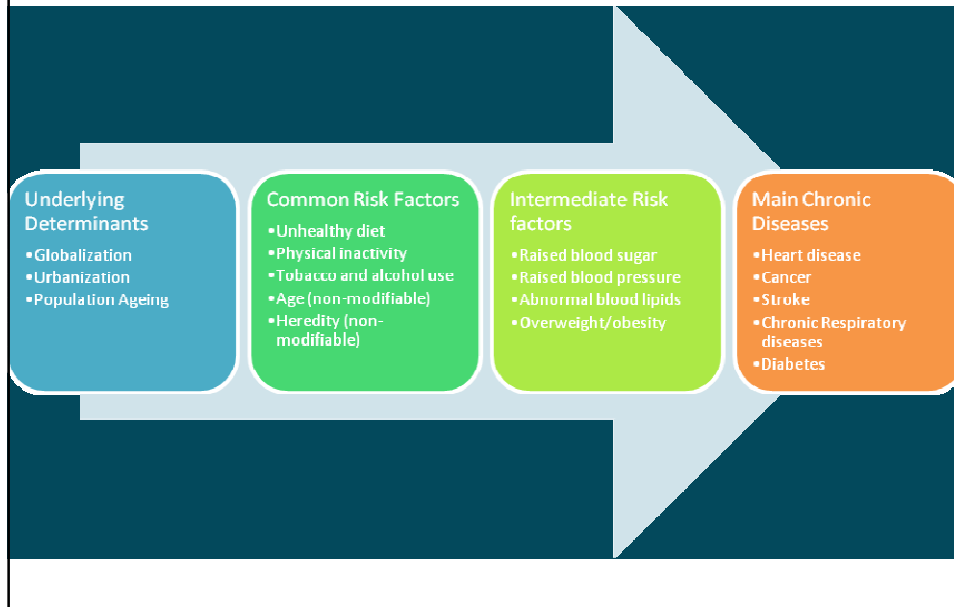 Underlying
Determinants
•Globalization
•Urbanization
•Population Ageing
Common Risk Factors
•Unhealthy diet
•Physical inactivity
•Tobacco and alcohol use
•Age (non-modifiable)
•Heredity (non-
modifiable)
Intermediate Risk
factors
•Raised blood sugar
•Raised blood pressure
•Abnormal blood lipids
•Overweight/obesity
Main Chronic
Diseases
•Heart disease
•Cancer
•Stroke
•Chronic Respiratory
diseases
•Diabetes